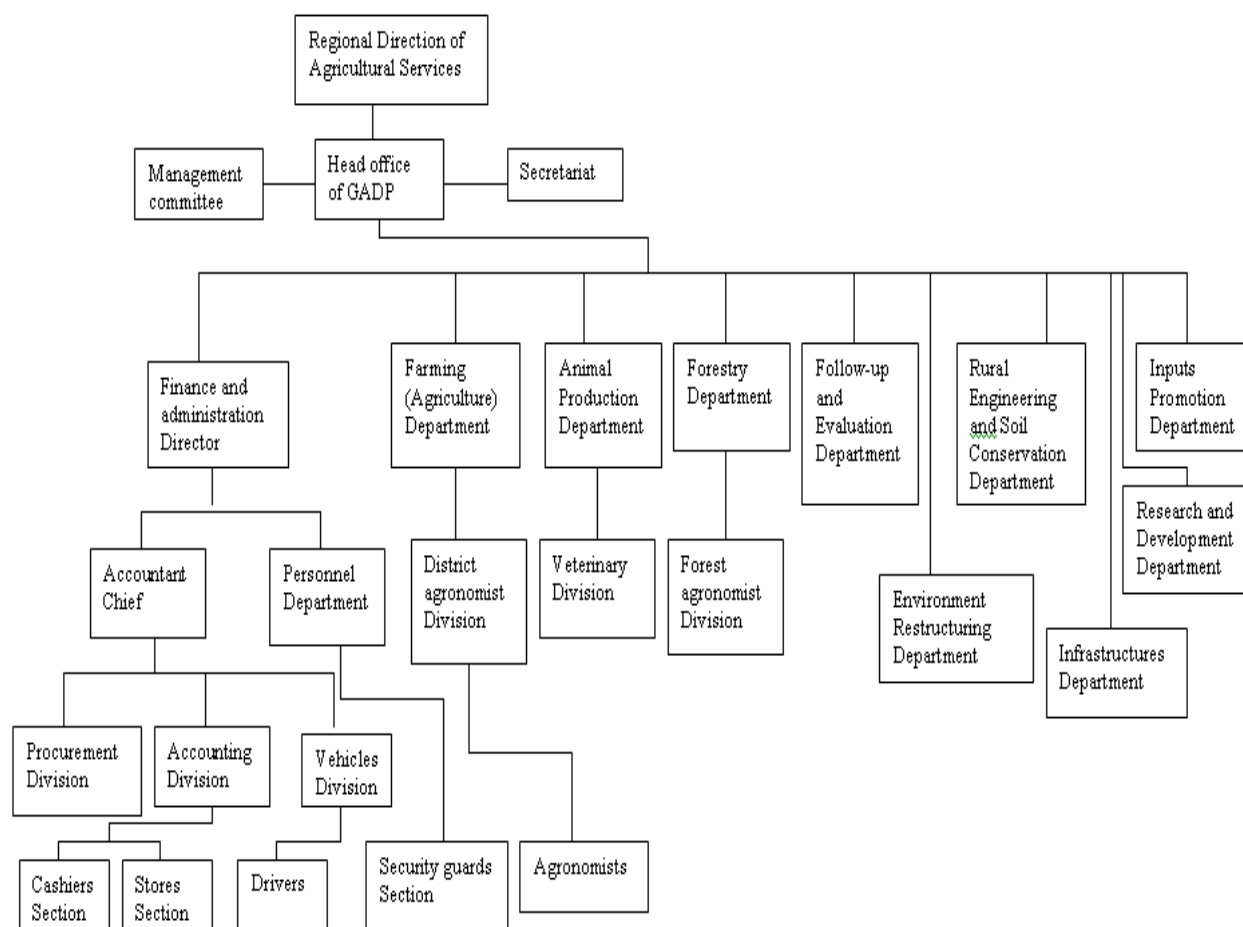 Regional Direction of
Agricultural Services
Management
committee
Head office
of GADP
Secretariat
Finance and
administration
Director
Farming
(Agriculture)
Department
Animal
Production
Department
Forestry
Department
Follow-up
and
Evaluation
Department
Rural
Engineering
and Soil
Conservation
Department
Inputs
Promotion
Department
Research and
Development
Department
Accountant
Chief
Personnel
Department
District
agronomist
Division
Veterinary
Division
Forest
agronomist
Division
Environment
Restructuring
Department
Infrastructures
Department
Procurement
Division
Accounting
Division
Vehicles
Division
Cashiers
Section
Stores
Section
Drivers
Security guards
Section
Agronomists